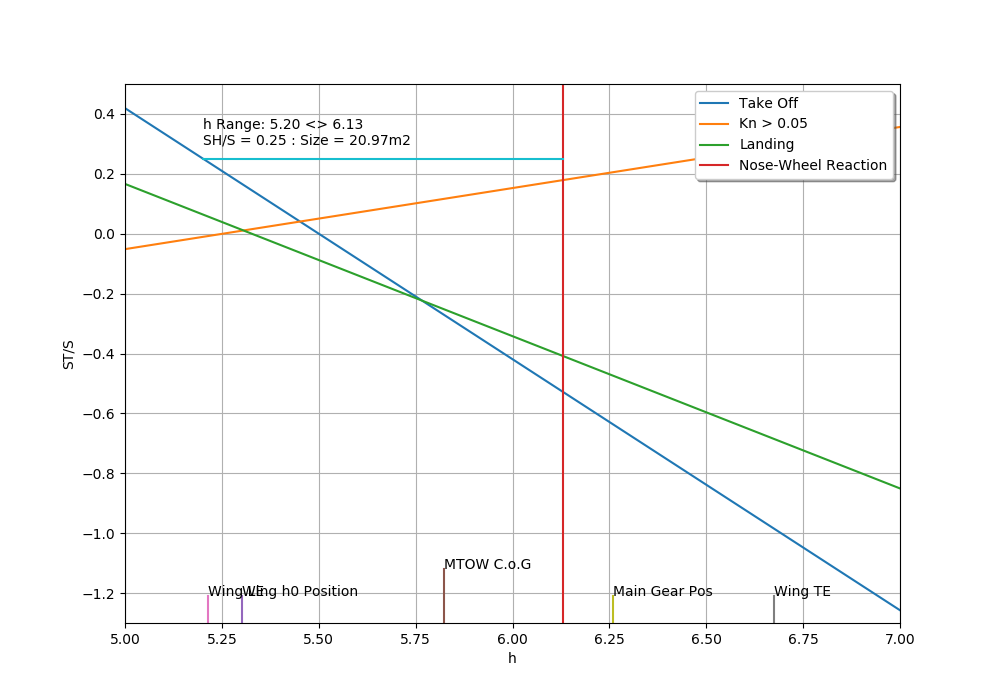 0.4
0.2
0.0
−0.2
−0.4
−0.6
−0.8
−1.0
−1.2
ST/S
h Range: 5.20 <> 6.13
SH/S = 0.25 : Size = 20.97m2
Take Off
Kn > 0.05
Landing
Nose-Wheel Reaction
MTOW C.o.G
Wing LE
Wing h0 Position
Main Gear Pos
Wing TE
5.00 5.25 5.50 5.75 6.00 6.25 6.50 6.75 7.00
h